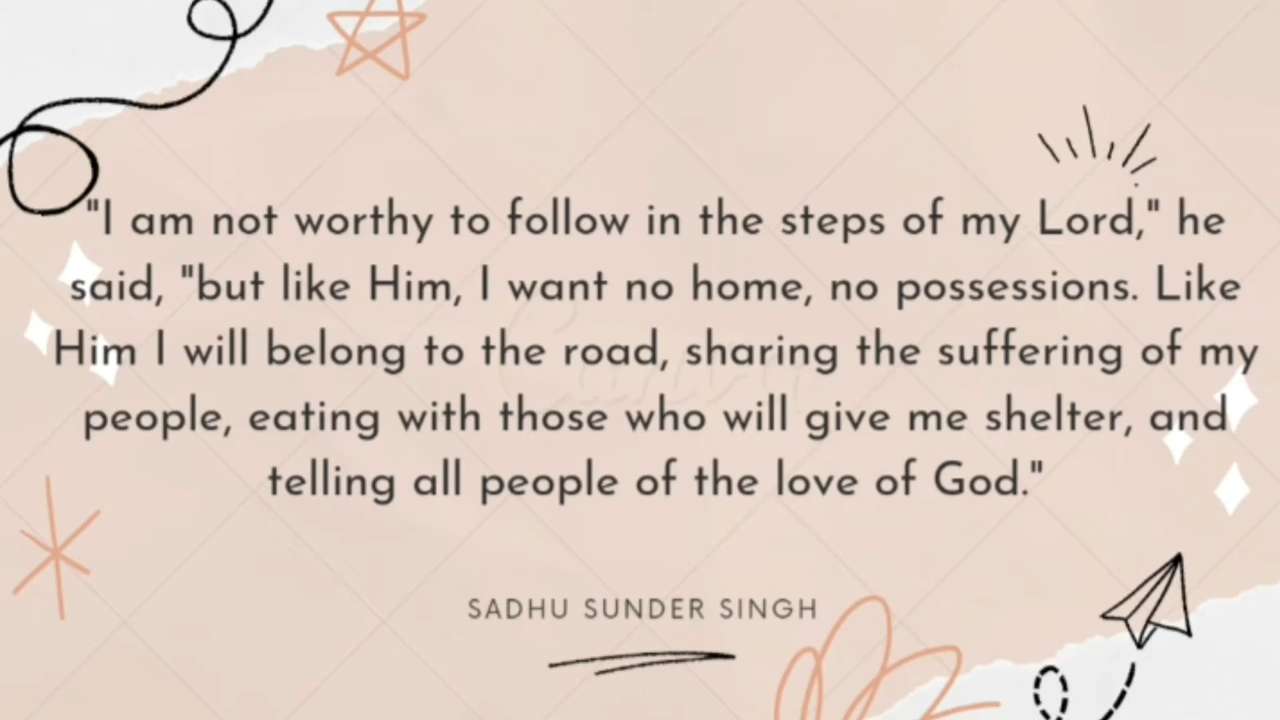 "I am not worthy to follow in the steps of my Lord," he
said, "but like Him, I want no home, no possessions. Like
Him I will belong to the road, sharing the suffering of my
people, eating with those who will give me shelter, and
telling all people of the love of God."
SADHU SUNDER SINGH